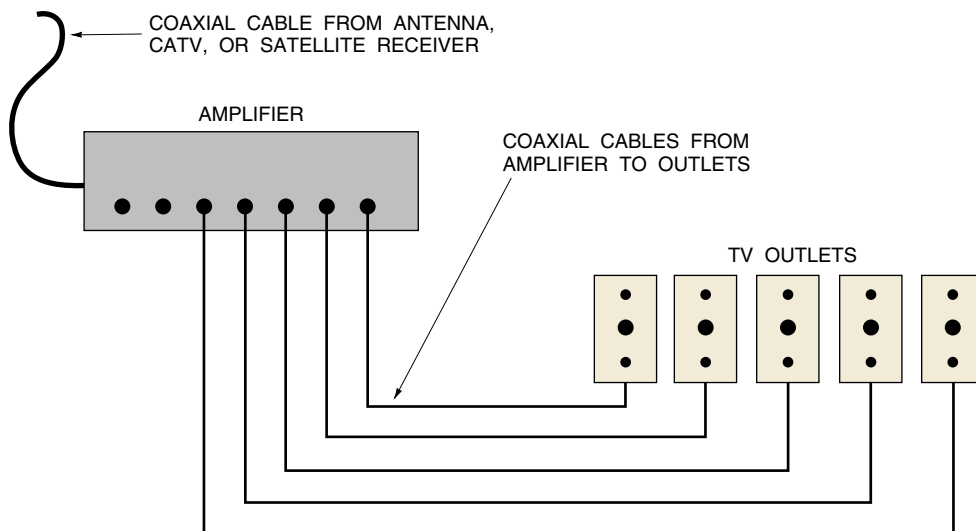 COAXIAL CABLE FROM ANTENNA,
CATV, OR SATELLITE RECEIVER
AMPLIFIER
COAXIAL CABLES FROM
AMPLIFIER TO OUTLETS
TV OUTLETS